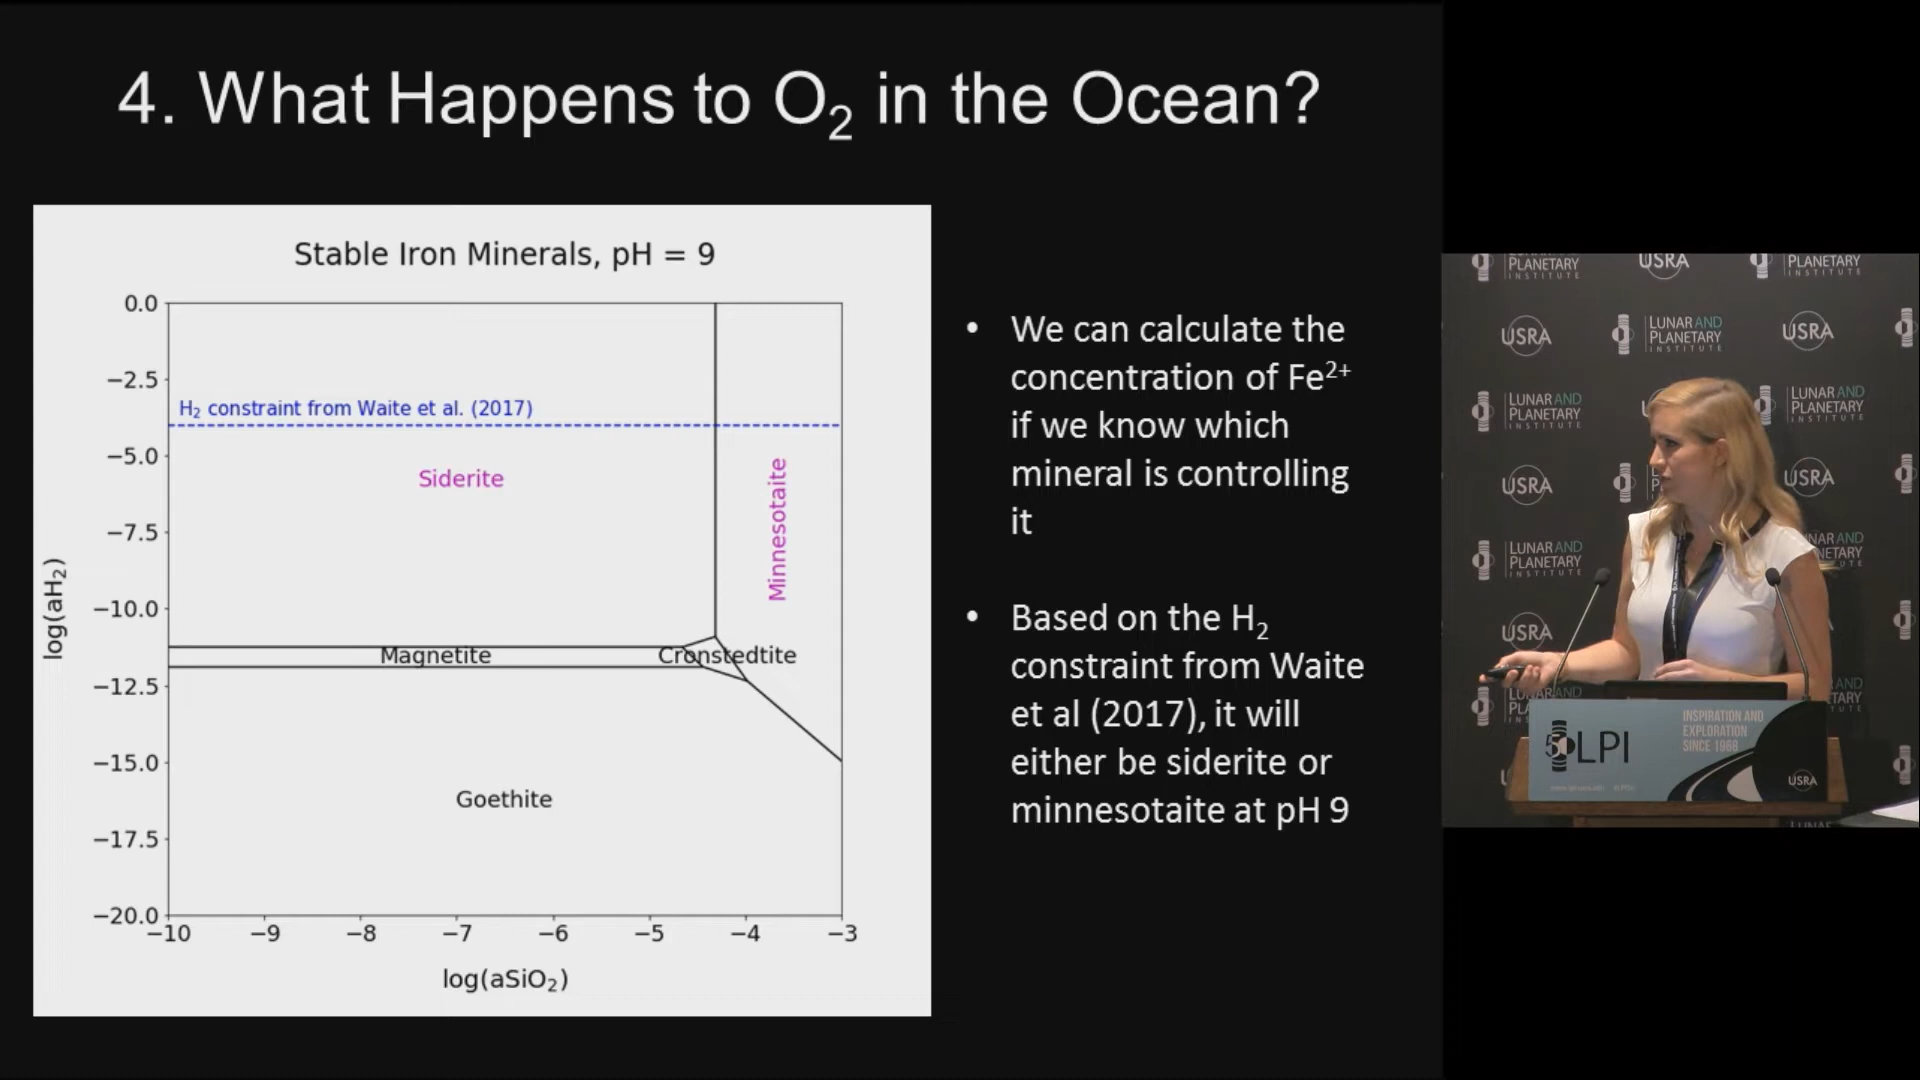 4. What Happens to O₂ in the Ocean?
Stable Iron Minerals, pH = 9
0.0
−2.5
−5.0
−7.5
−10.0
−12.5
−15.0
−17.5
−20.0
log(aH₂)
H₂ constraint from Waite et al. (2017)
Siderite
Minnesotaite
Magnetite
Cronstedtite
Goethite
−10 −9 −8 −7 −6 −5 −4 −3
log(aSiO₂)
• We can calculate the
concentration of Fe²⁺
if we know which
mineral is controlling
it
• Based on the H₂
constraint from Waite
et al (2017), it will
either be siderite or
minnesotaite at pH 9
PLANETARY
INSTITUTE
USRA
PLANETARY
INSTITUTE
USRA
LUNAR AND
PLANETARY
INSTITUTE
USRA
LUNAR AND
PLANETARY
INSTITUTE
LUNAR AND
PLANETARY
INSTITUTE
USRA
USRA
LUNAR AND
PLANETARY
INSTITUTE
USRA
LPI
INSPIRATION AND
EXPLORATION
SINCE 1968
USRA